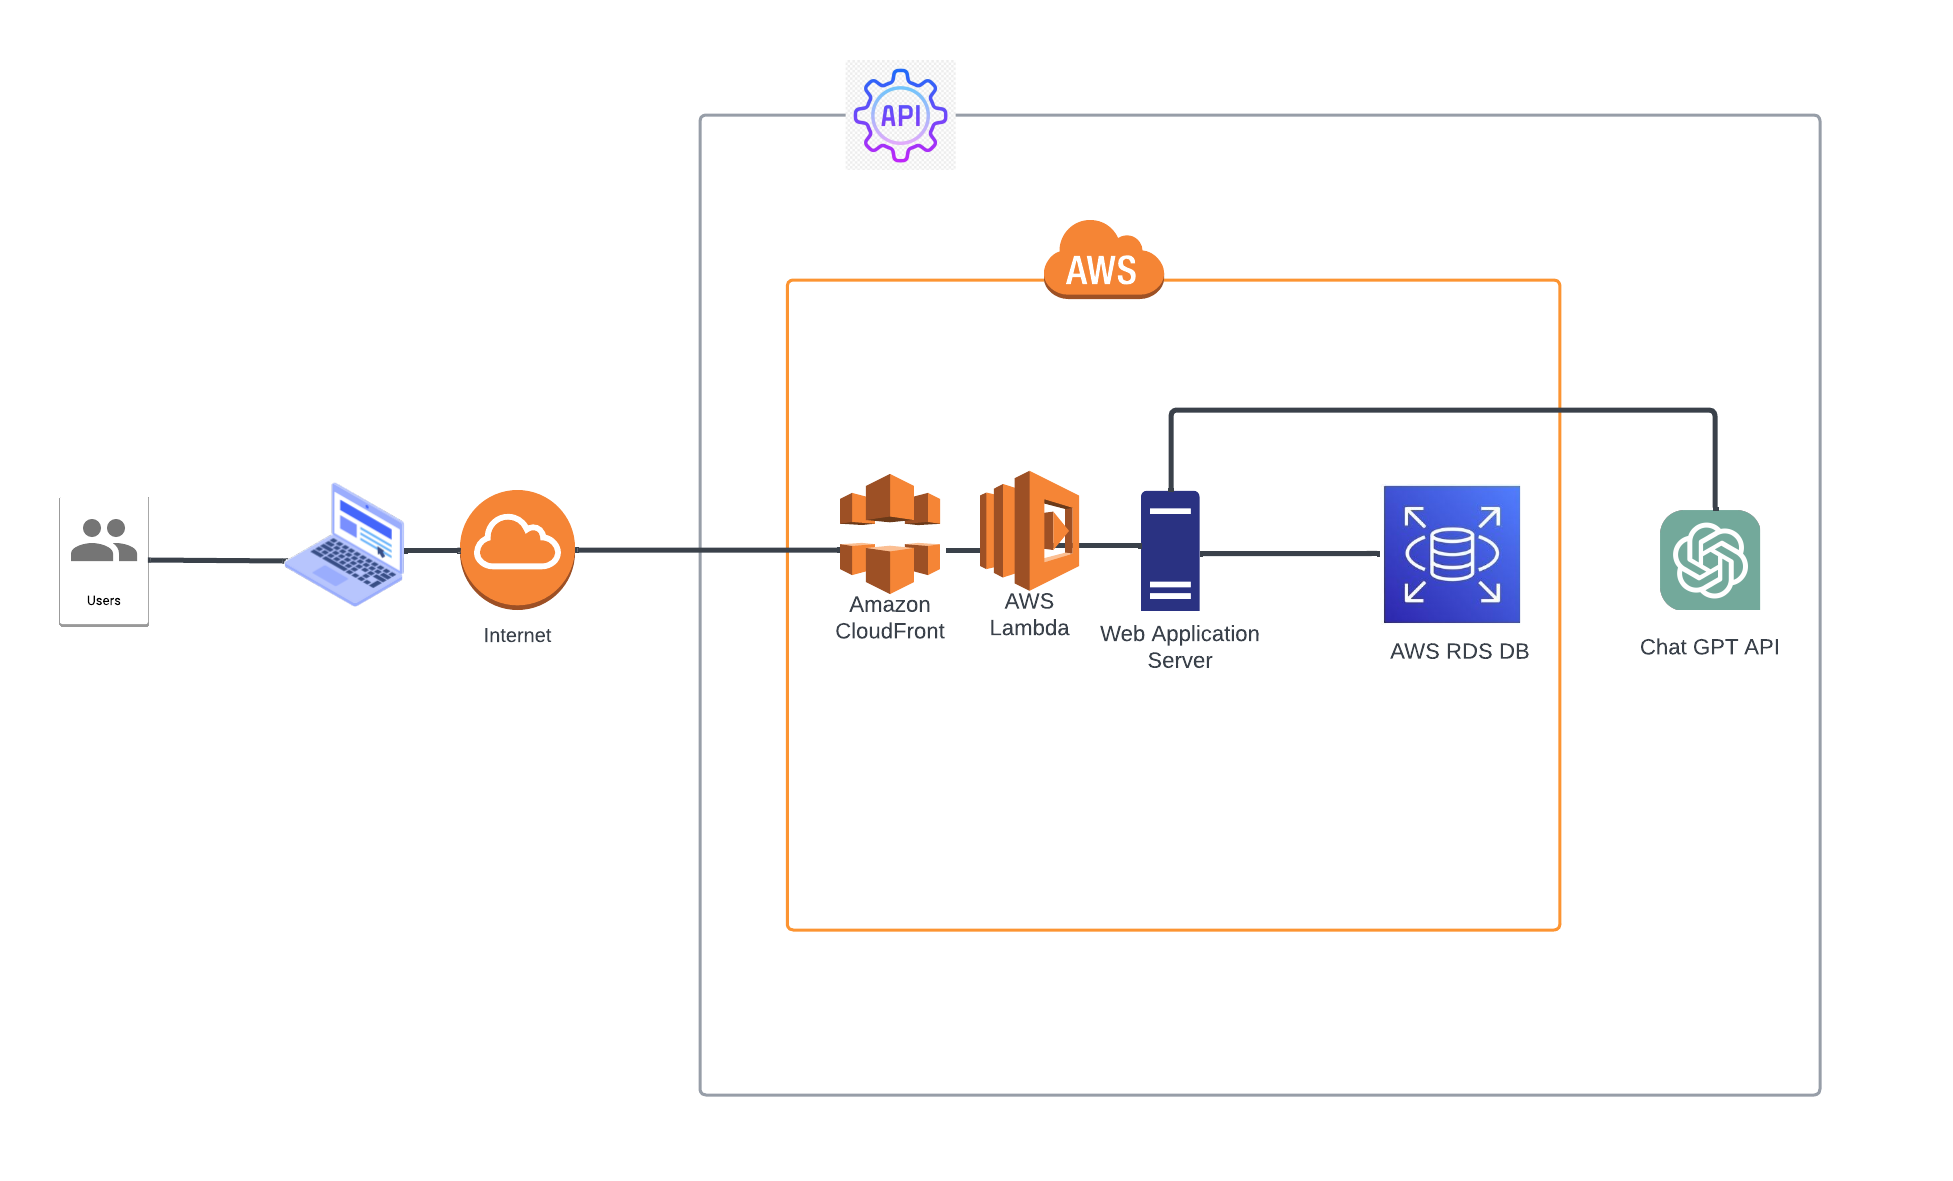 API
AWS
Users
Internet
Amazon
CloudFront
AWS
Lambda
Web Application
Server
AWS RDS DB
Chat GPT API